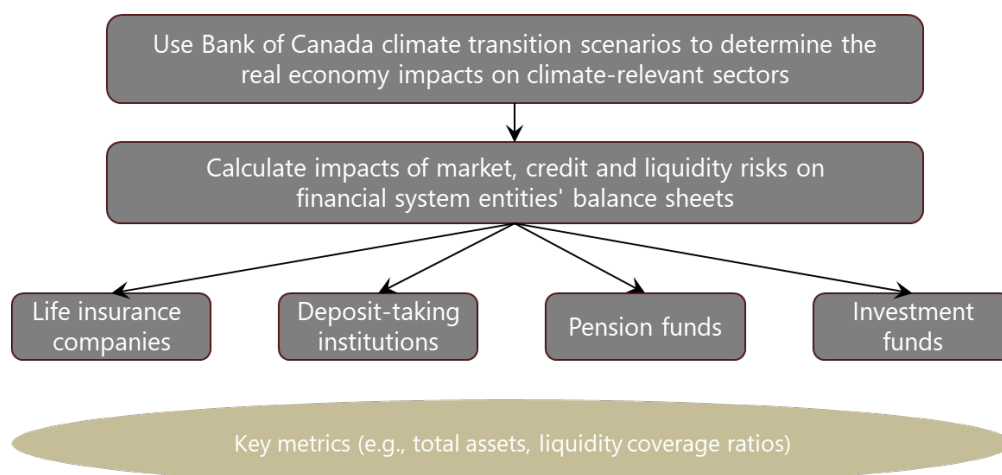 Use Bank of Canada climate transition scenarios to determine the
real economy impacts on climate-relevant sectors
Calculate impacts of market, credit and liquidity risks on
financial system entities' balance sheets
Life insurance
companies
Deposit-taking
institutions
Pension funds
Investment
funds
Key metrics (e.g., total assets, liquidity coverage ratios)